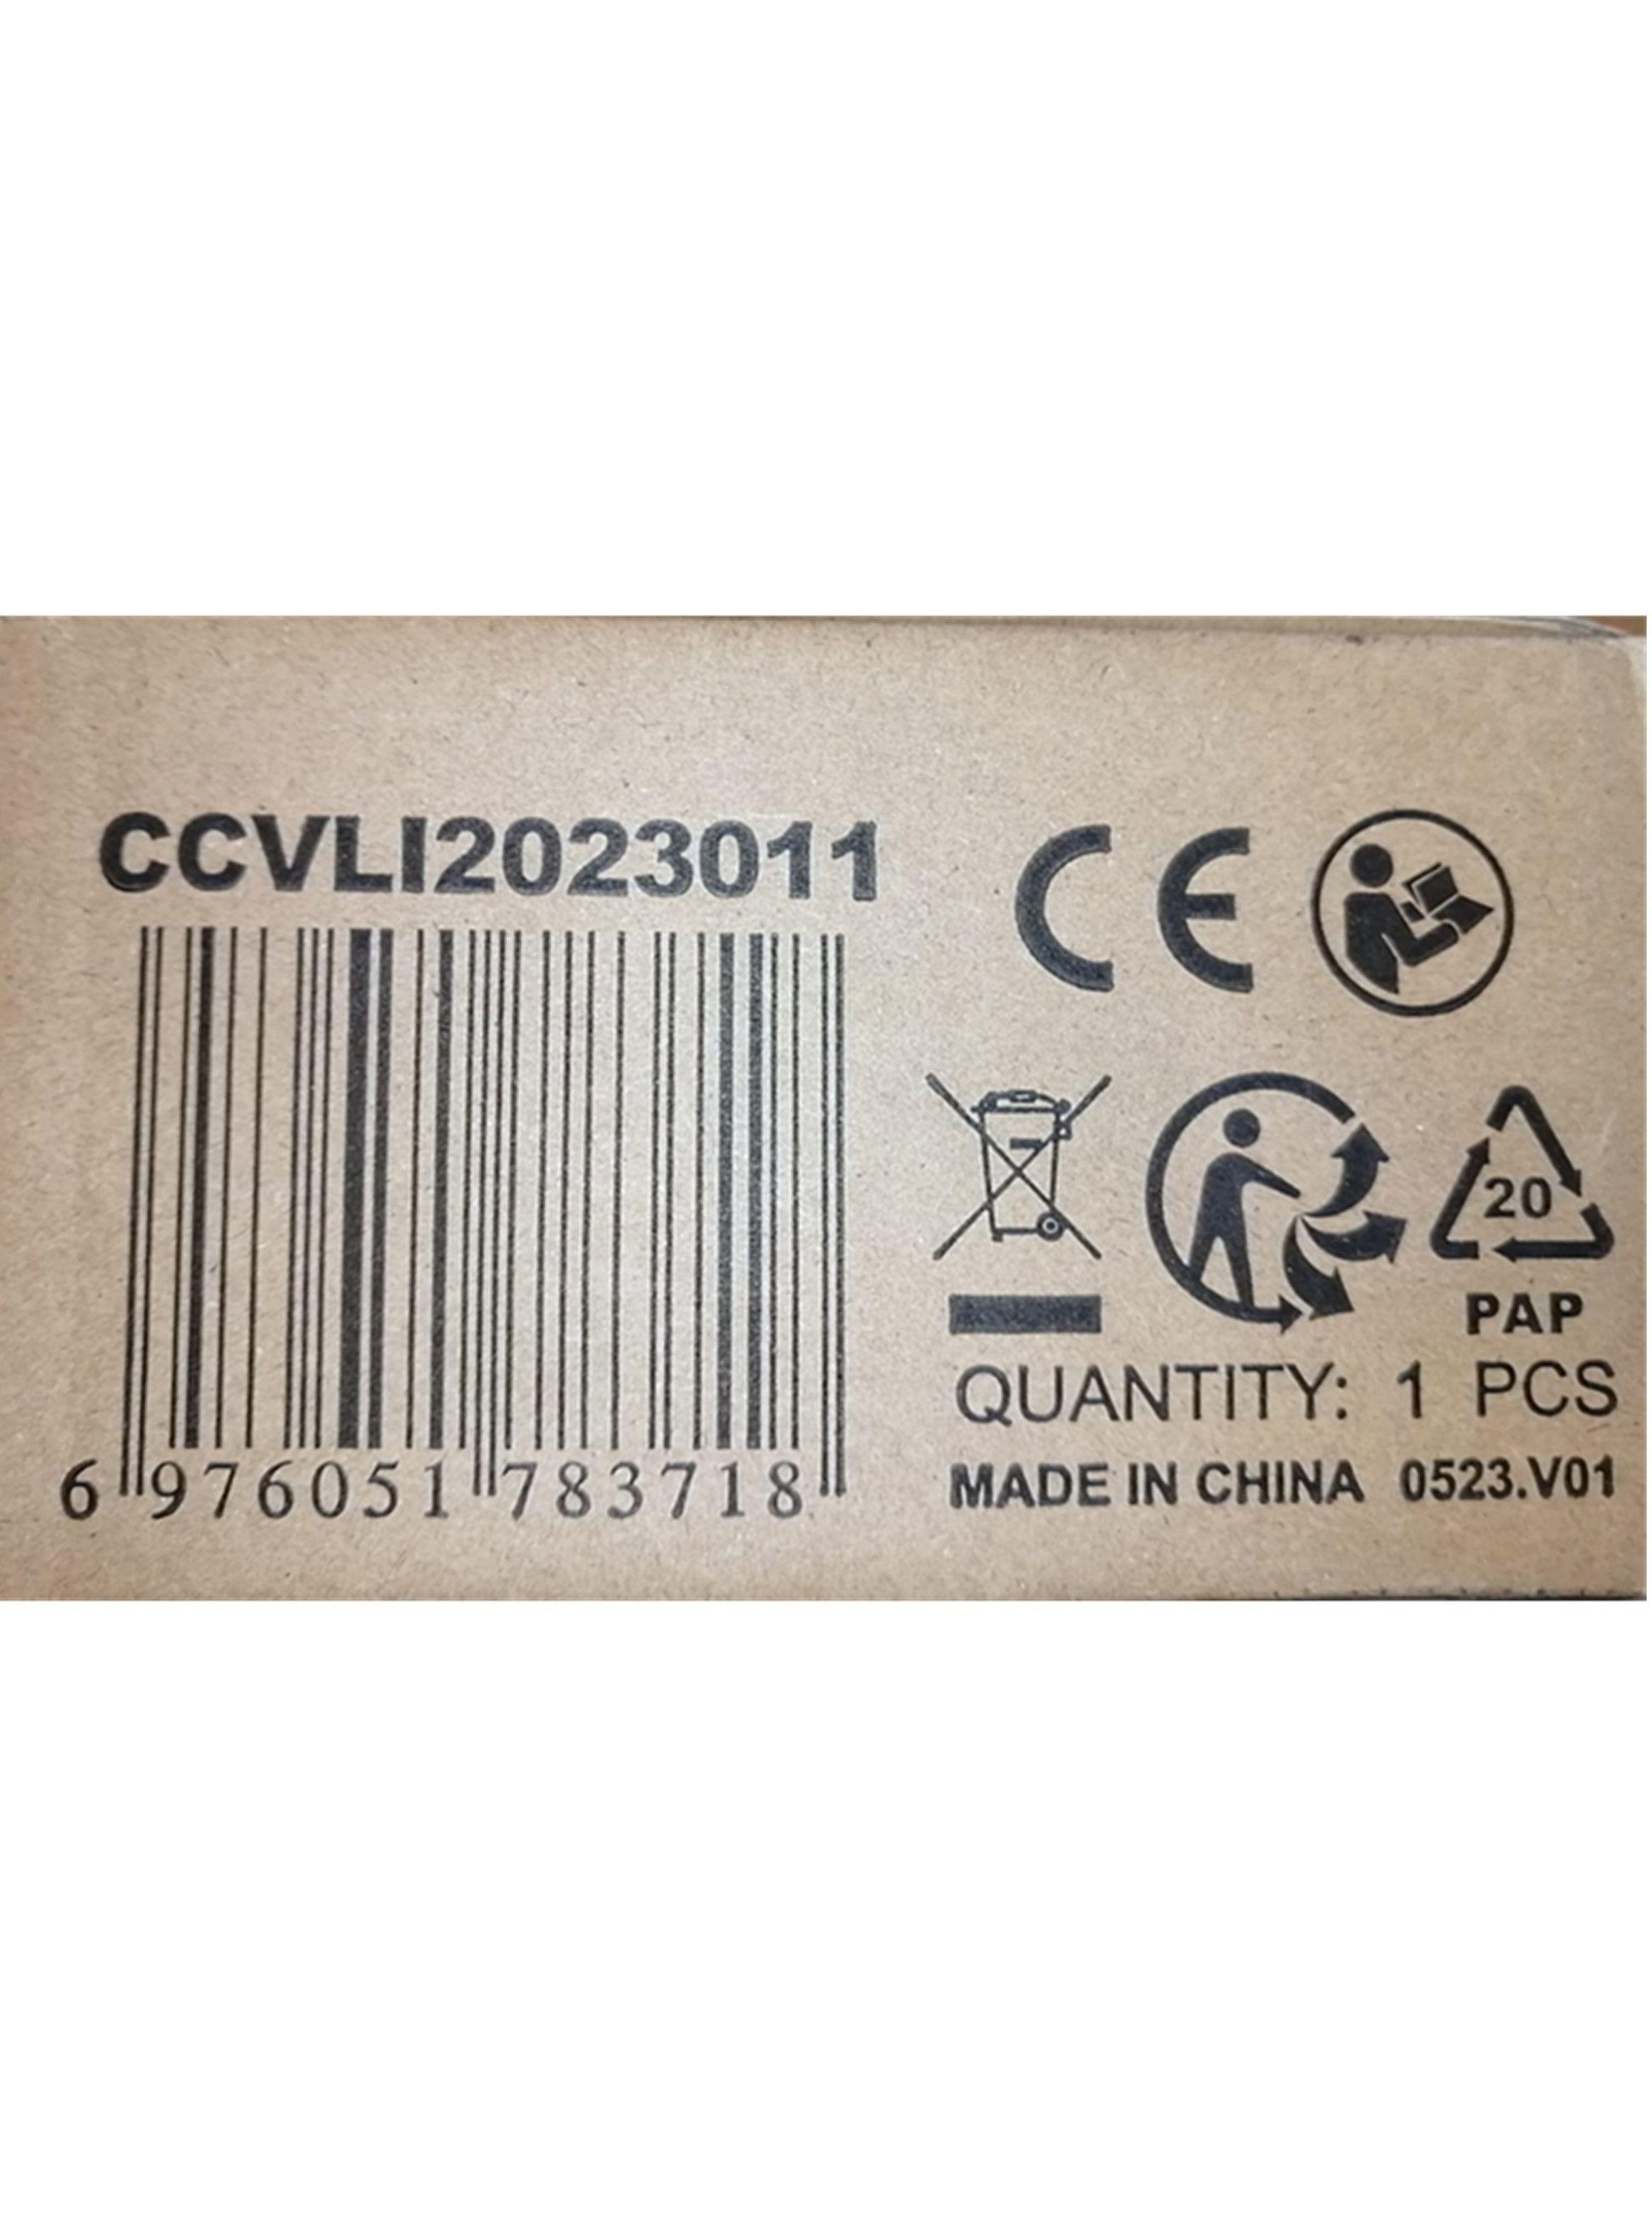 CCVLI2023011
6 976051 783718
CE
20
PAP
QUANTITY: 1 PCS
MADE IN CHINA 0523.V01